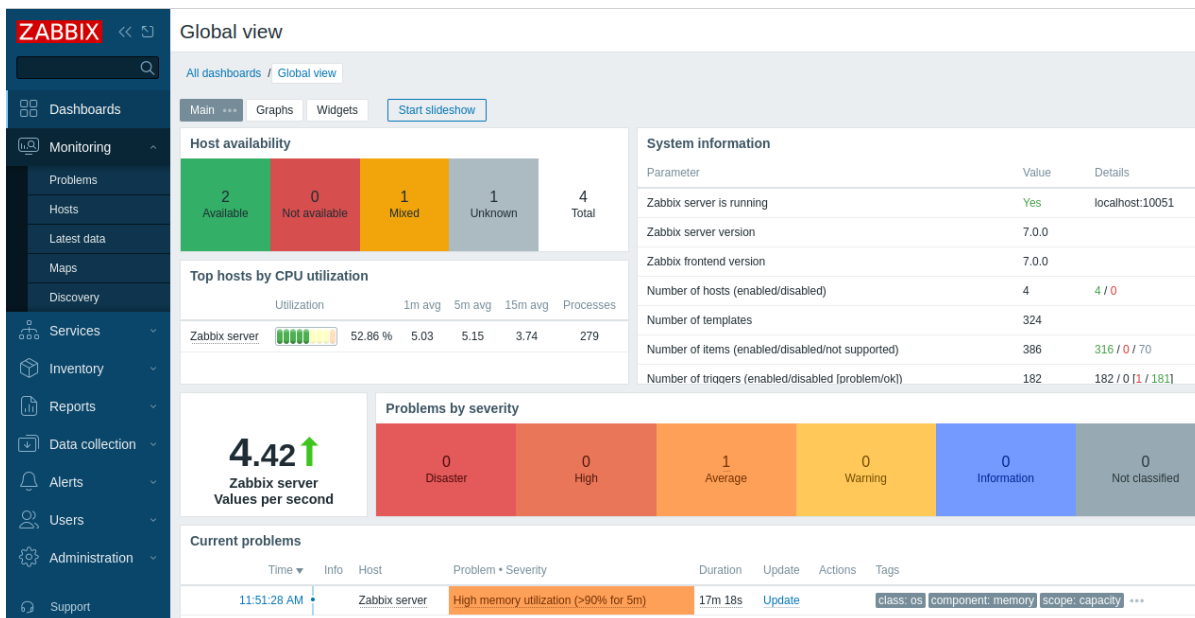 ZABBIX
Dashboards
Monitoring
Problems
Hosts
Latest data
Maps
Discovery
Services
Inventory
Reports
Data collection
Alerts
Users
Administration
Support
Global view
All dashboards / Global view
Main ••• Graphs Widgets Start slideshow
Host availability
2 0 1 1 4
Available Not available Mixed Unknown Total
Top hosts by CPU utilization
Utilization 1m avg 5m avg 15m avg Processes
Zabbix server 52.86 % 5.03 5.15 3.74 279
System information
Parameter Value Details
Zabbix server is running Yes localhost:10051
Zabbix server version 7.0.0
Zabbix frontend version 7.0.0
Number of hosts (enabled/disabled) 4 4 / 0
Number of templates 324
Number of items (enabled/disabled/not supported) 386 316 / 0 / 70
Number of triggers (enabled/disabled [problem/ok]) 182 182 / 0 [1 / 181]
4.42
Zabbix server
Values per second
Problems by severity
0 0 1 0 0 0
Disaster High Average Warning Information Not classified
Current problems
Time Info Host Problem • Severity Duration Update Actions Tags
11:51:28 AM Zabbix server High memory utilization (>90% for 5m) 17m 18s Update class: os component: memory scope: capacity •••